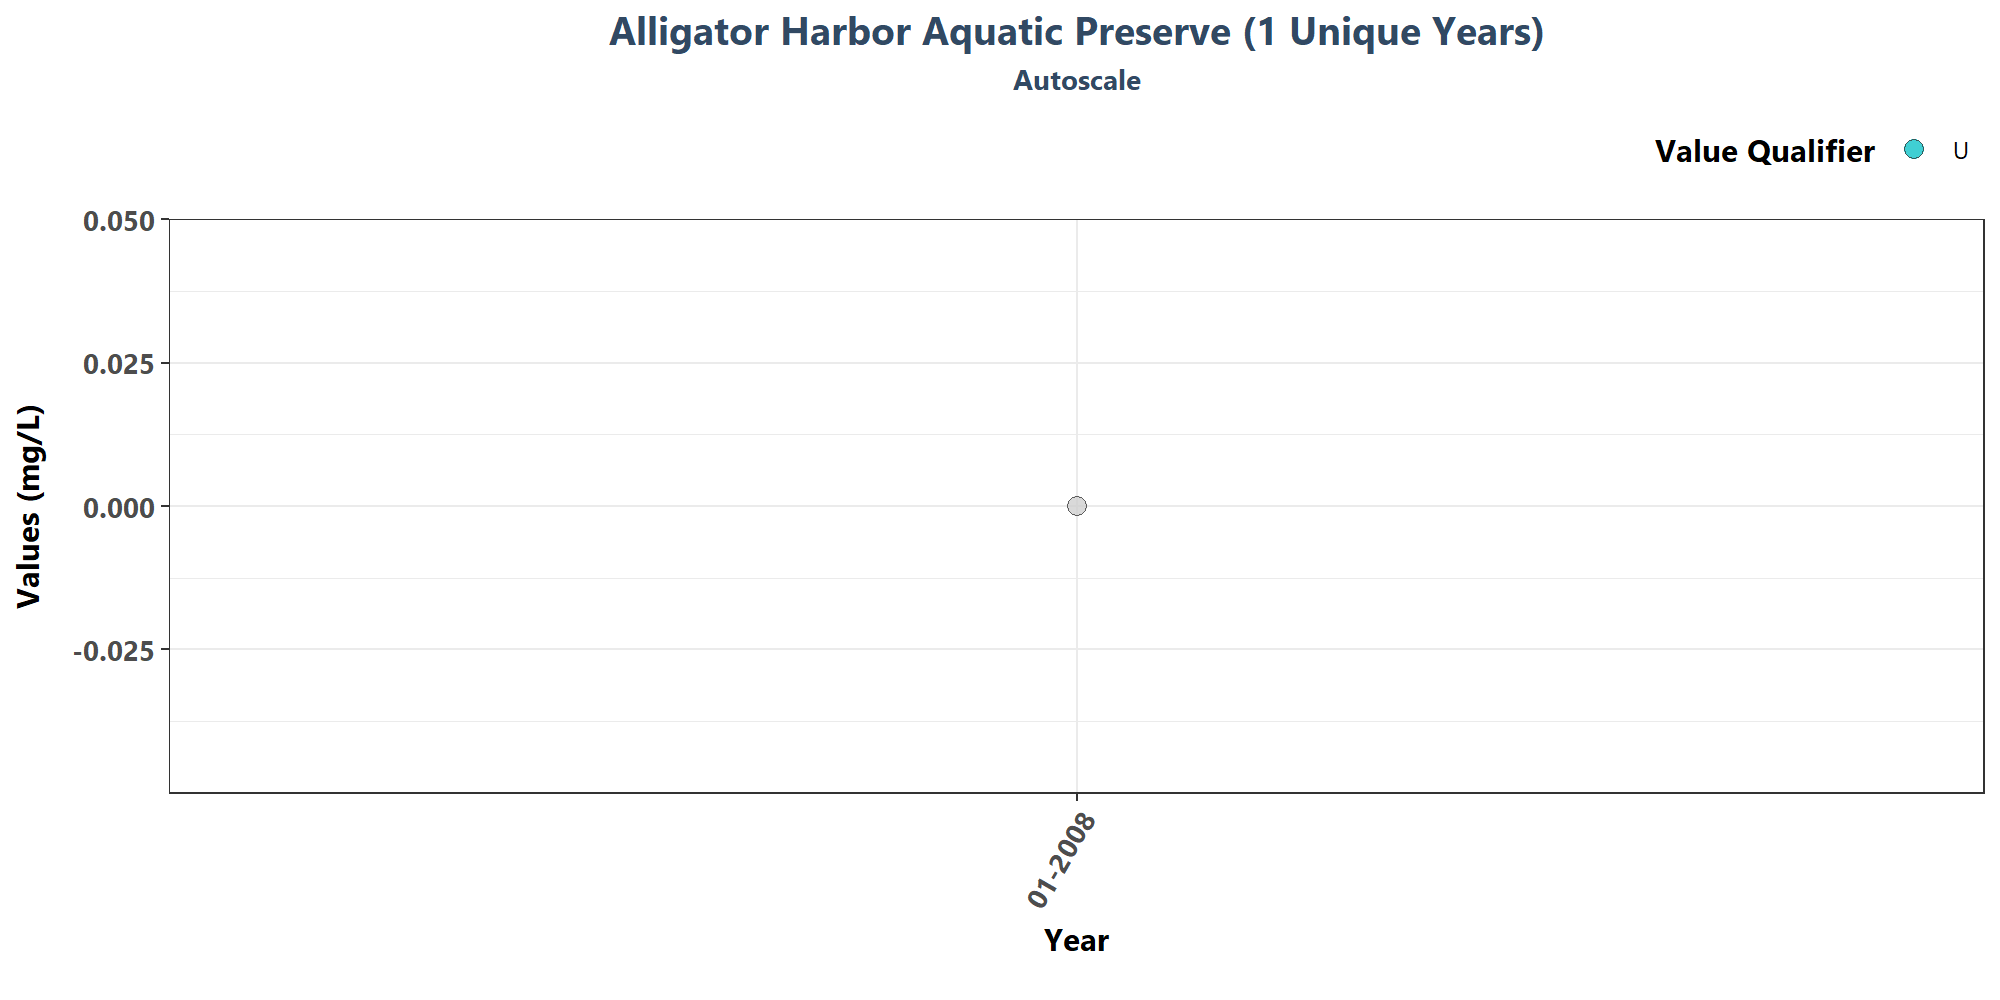 Alligator Harbor Aquatic Preserve (1 Unique Years)
Autoscale
Value Qualifier U
0.050
0.025
0.000
-0.025
Values (mg/L)
01-2008
Year